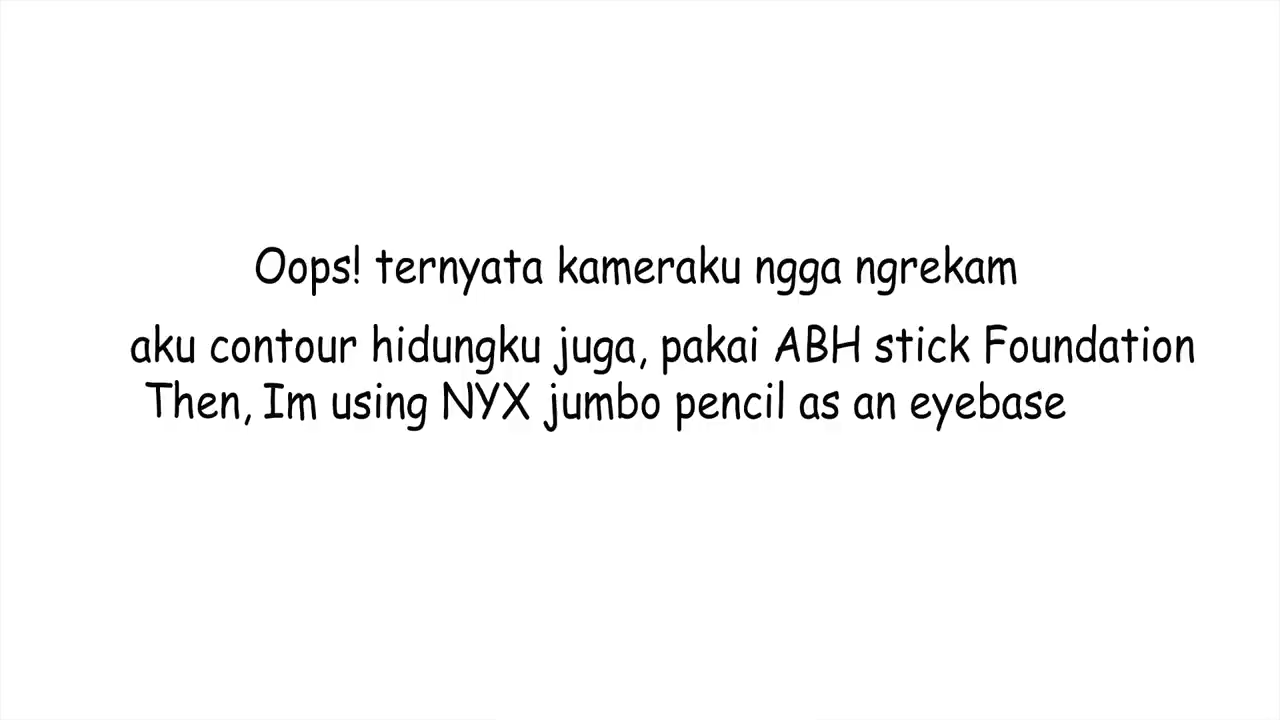 Oops! ternyata kameraku ngga ngrekam
aku contour hidungku juga, pakai ABH stick Foundation
Then, Im using NYX jumbo pencil as an eyebase